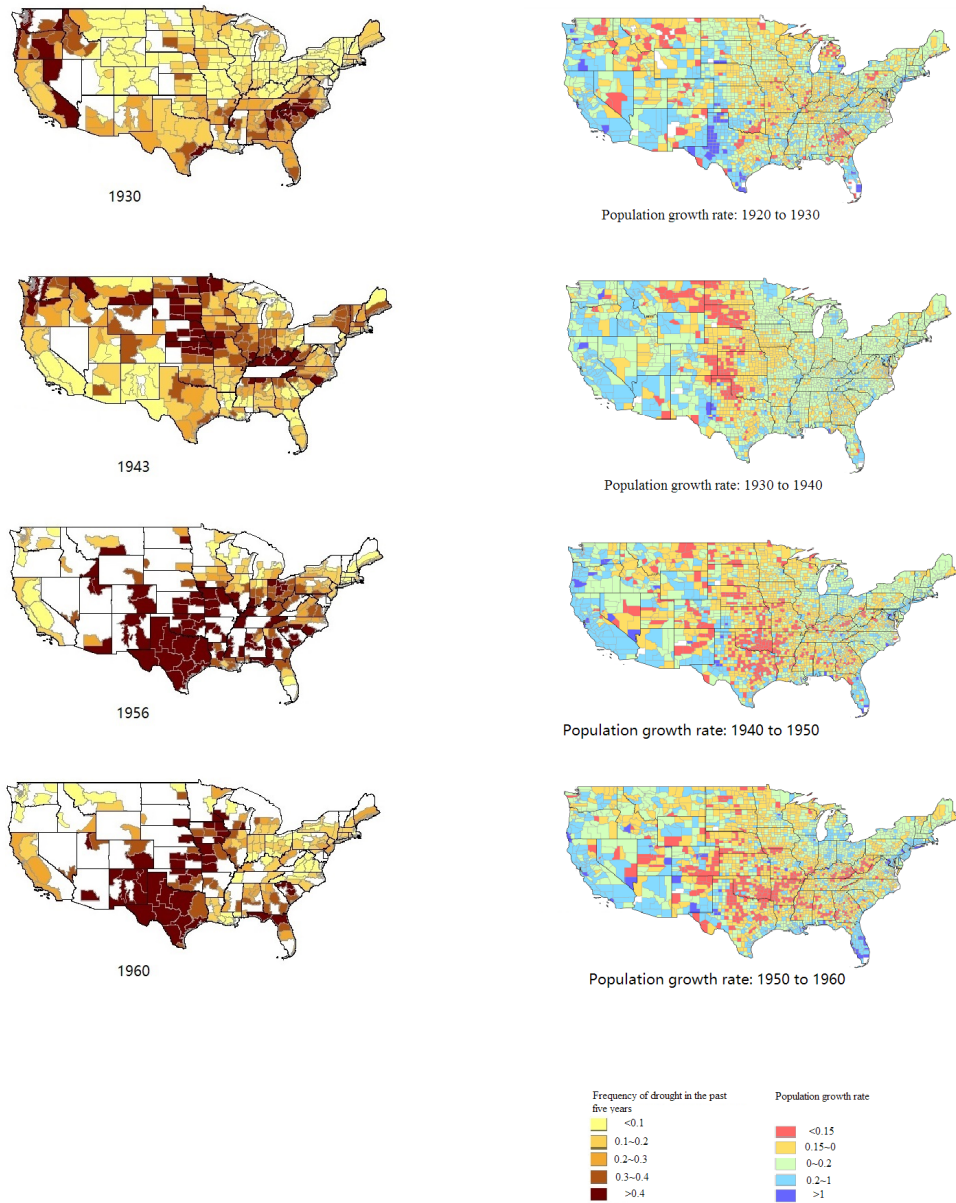 1930
Population growth rate: 1920 to 1930
1943
Population growth rate: 1930 to 1940
1956
Population growth rate: 1940 to 1950
1960
Population growth rate: 1950 to 1960
Frequency of drought in the past
five years
<0.1
0.1~0.2
0.2~0.3
0.3~0.4
>0.4
Population growth rate
<0.15
0.15~0
0~0.2
0.2~1
>1